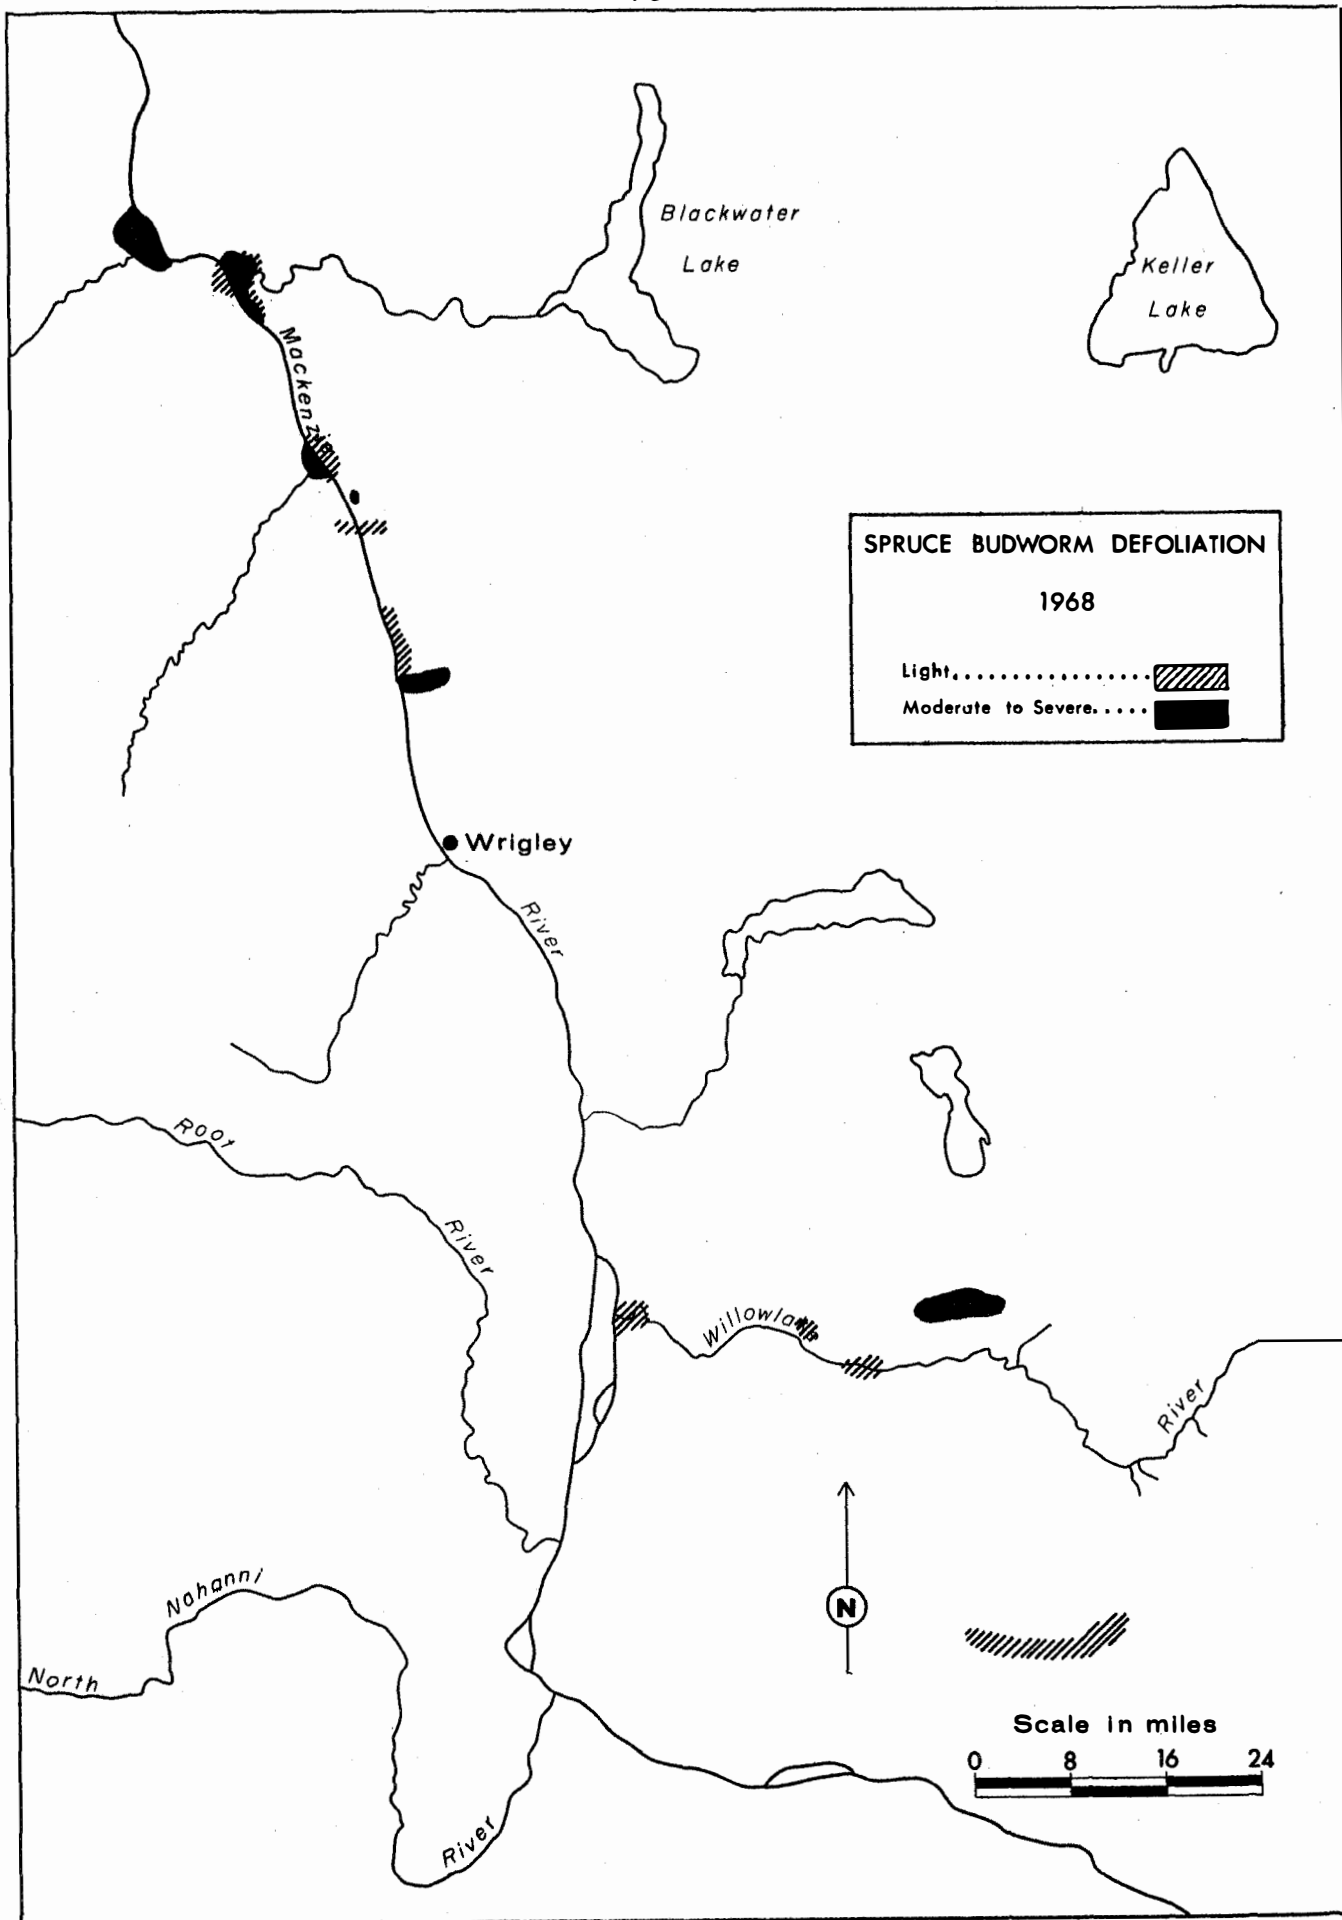 Blackwater
Lake
Keller
Lake
Mackenzie
SPRUCE BUDWORM DEFOLIATION
1968
Light.................
Moderate to Severe.....
Wrigley
River
Root
River
Willowlake
River
Nahanni
North
River
N
Scale in miles
0 8 16 24